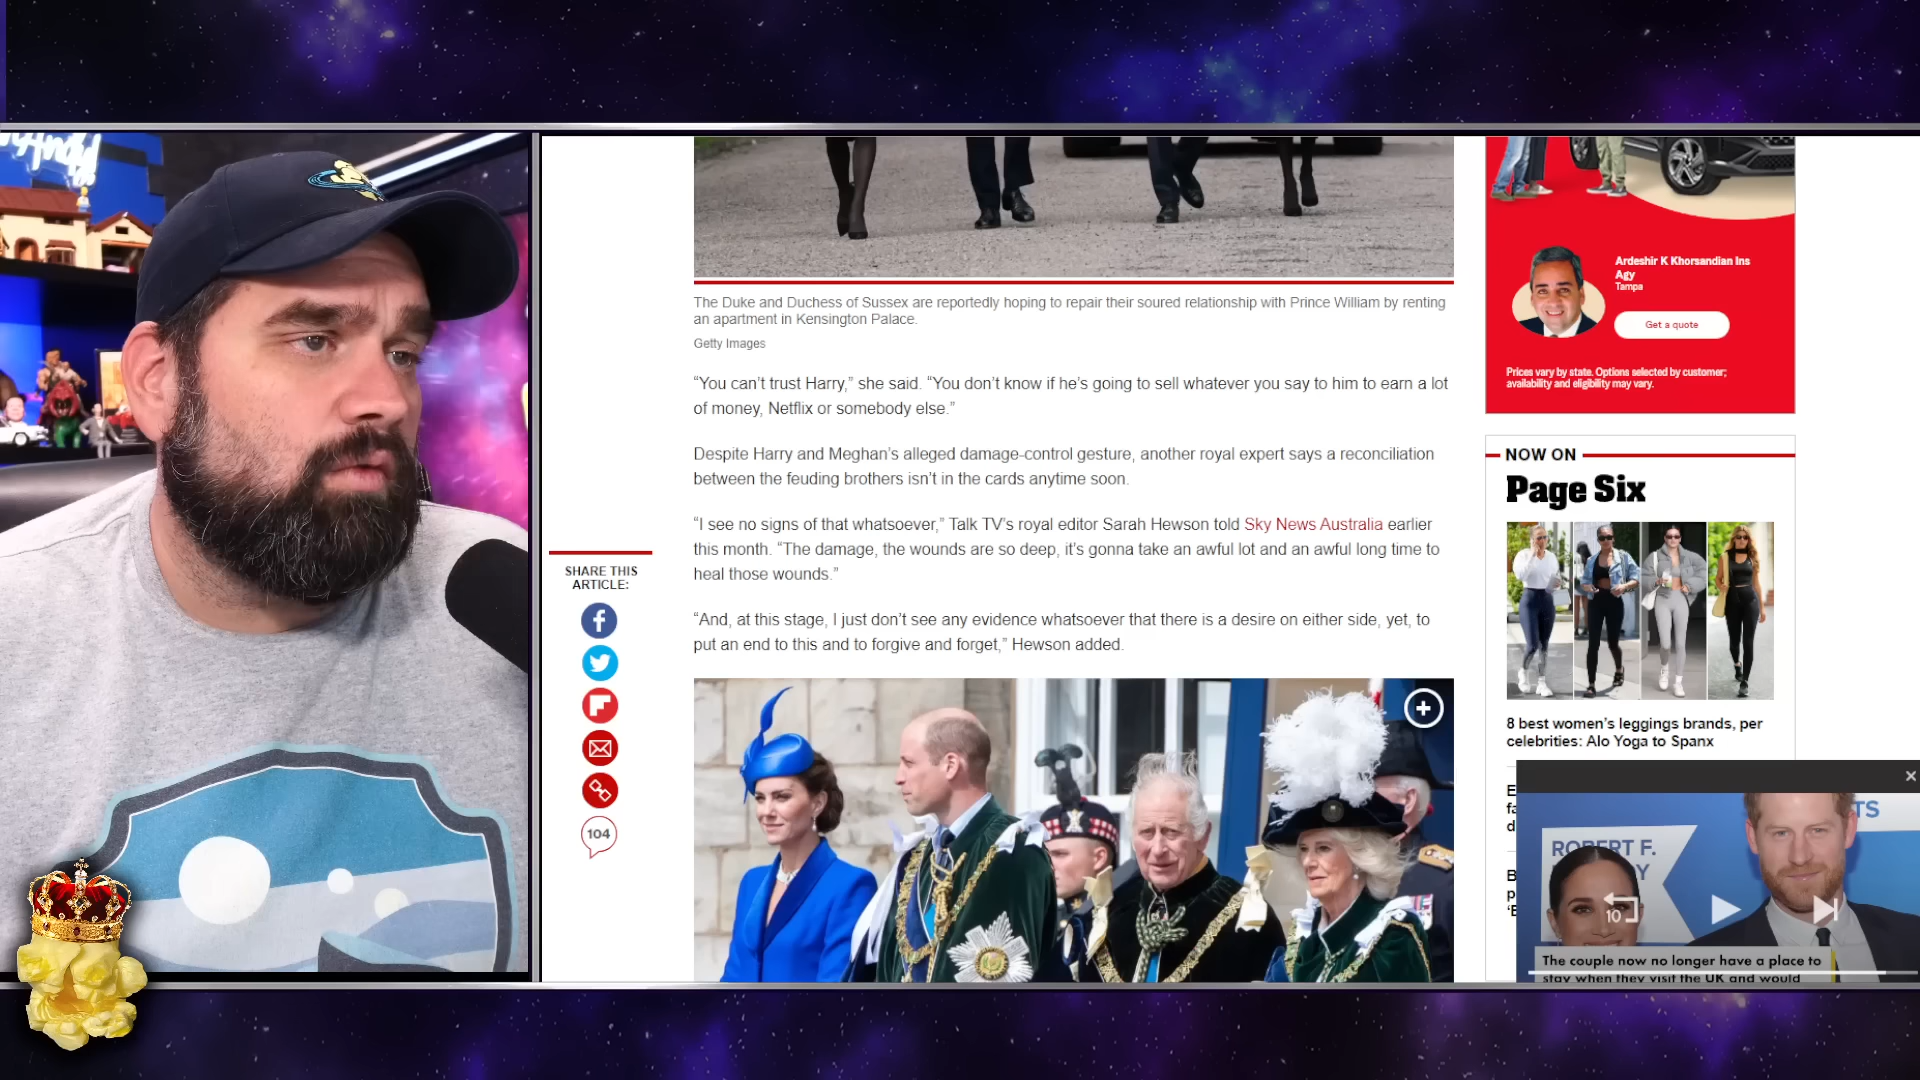 The Duke and Duchess of Sussex are reportedly hoping to repair their soured relationship with Prince William by renting
an apartment in Kensington Palace.
Getty Images
“You can’t trust Harry,” she said. “You don’t know if he’s going to sell whatever you say to him to earn a lot
of money, Netflix or somebody else.”
Despite Harry and Meghan’s alleged damage-control gesture, another royal expert says a reconciliation
between the feuding brothers isn’t in the cards anytime soon.
“I see no signs of that whatsoever,” Talk TV’s royal editor Sarah Hewson told Sky News Australia earlier
this month. “The damage, the wounds are so deep, it’s gonna take an awful lot and an awful long time to
heal those wounds.”
“And, at this stage, I just don’t see any evidence whatsoever that there is a desire on either side, yet, to
put an end to this and to forgive and forget,” Hewson added.
SHARE THIS
ARTICLE:
104
Ardeshir K Khorsandian Ins
Agy
Tampa
Get a quote
Prices vary by state. Options selected by customer;
availability and eligibility may vary.
NOW ON
Page Six
8 best women’s leggings brands, per
celebrities: Alo Yoga to Spanx
ROBERT F.
10
The couple now no longer have a place to
stay when they visit the UK and would